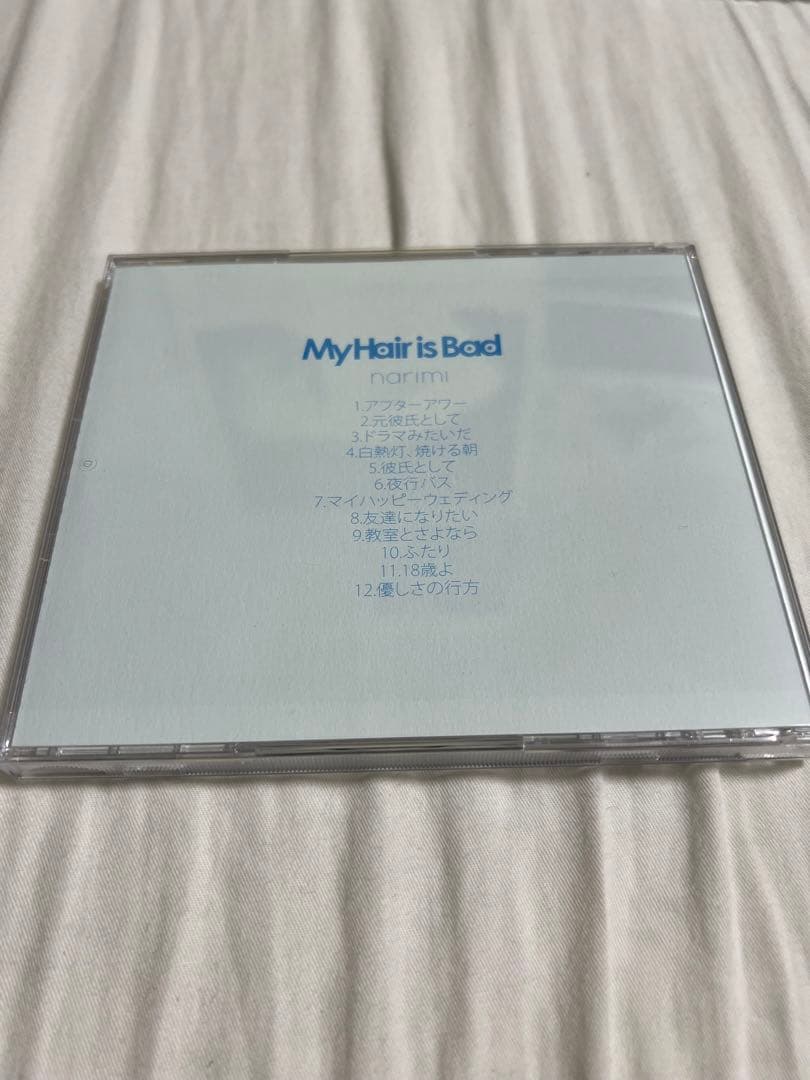 My Hair is Bad
narimi
1.アフターアワー
2.元彼氏として
3.ドラマみたいだ
4.白熱灯、焼ける朝
5.彼氏として
6.夜行バス
7.マイハッピーウェディング
8.友達になりたい
9.教室とさよなら
10.ふたり
11.18歳よ
12.優しさの行方